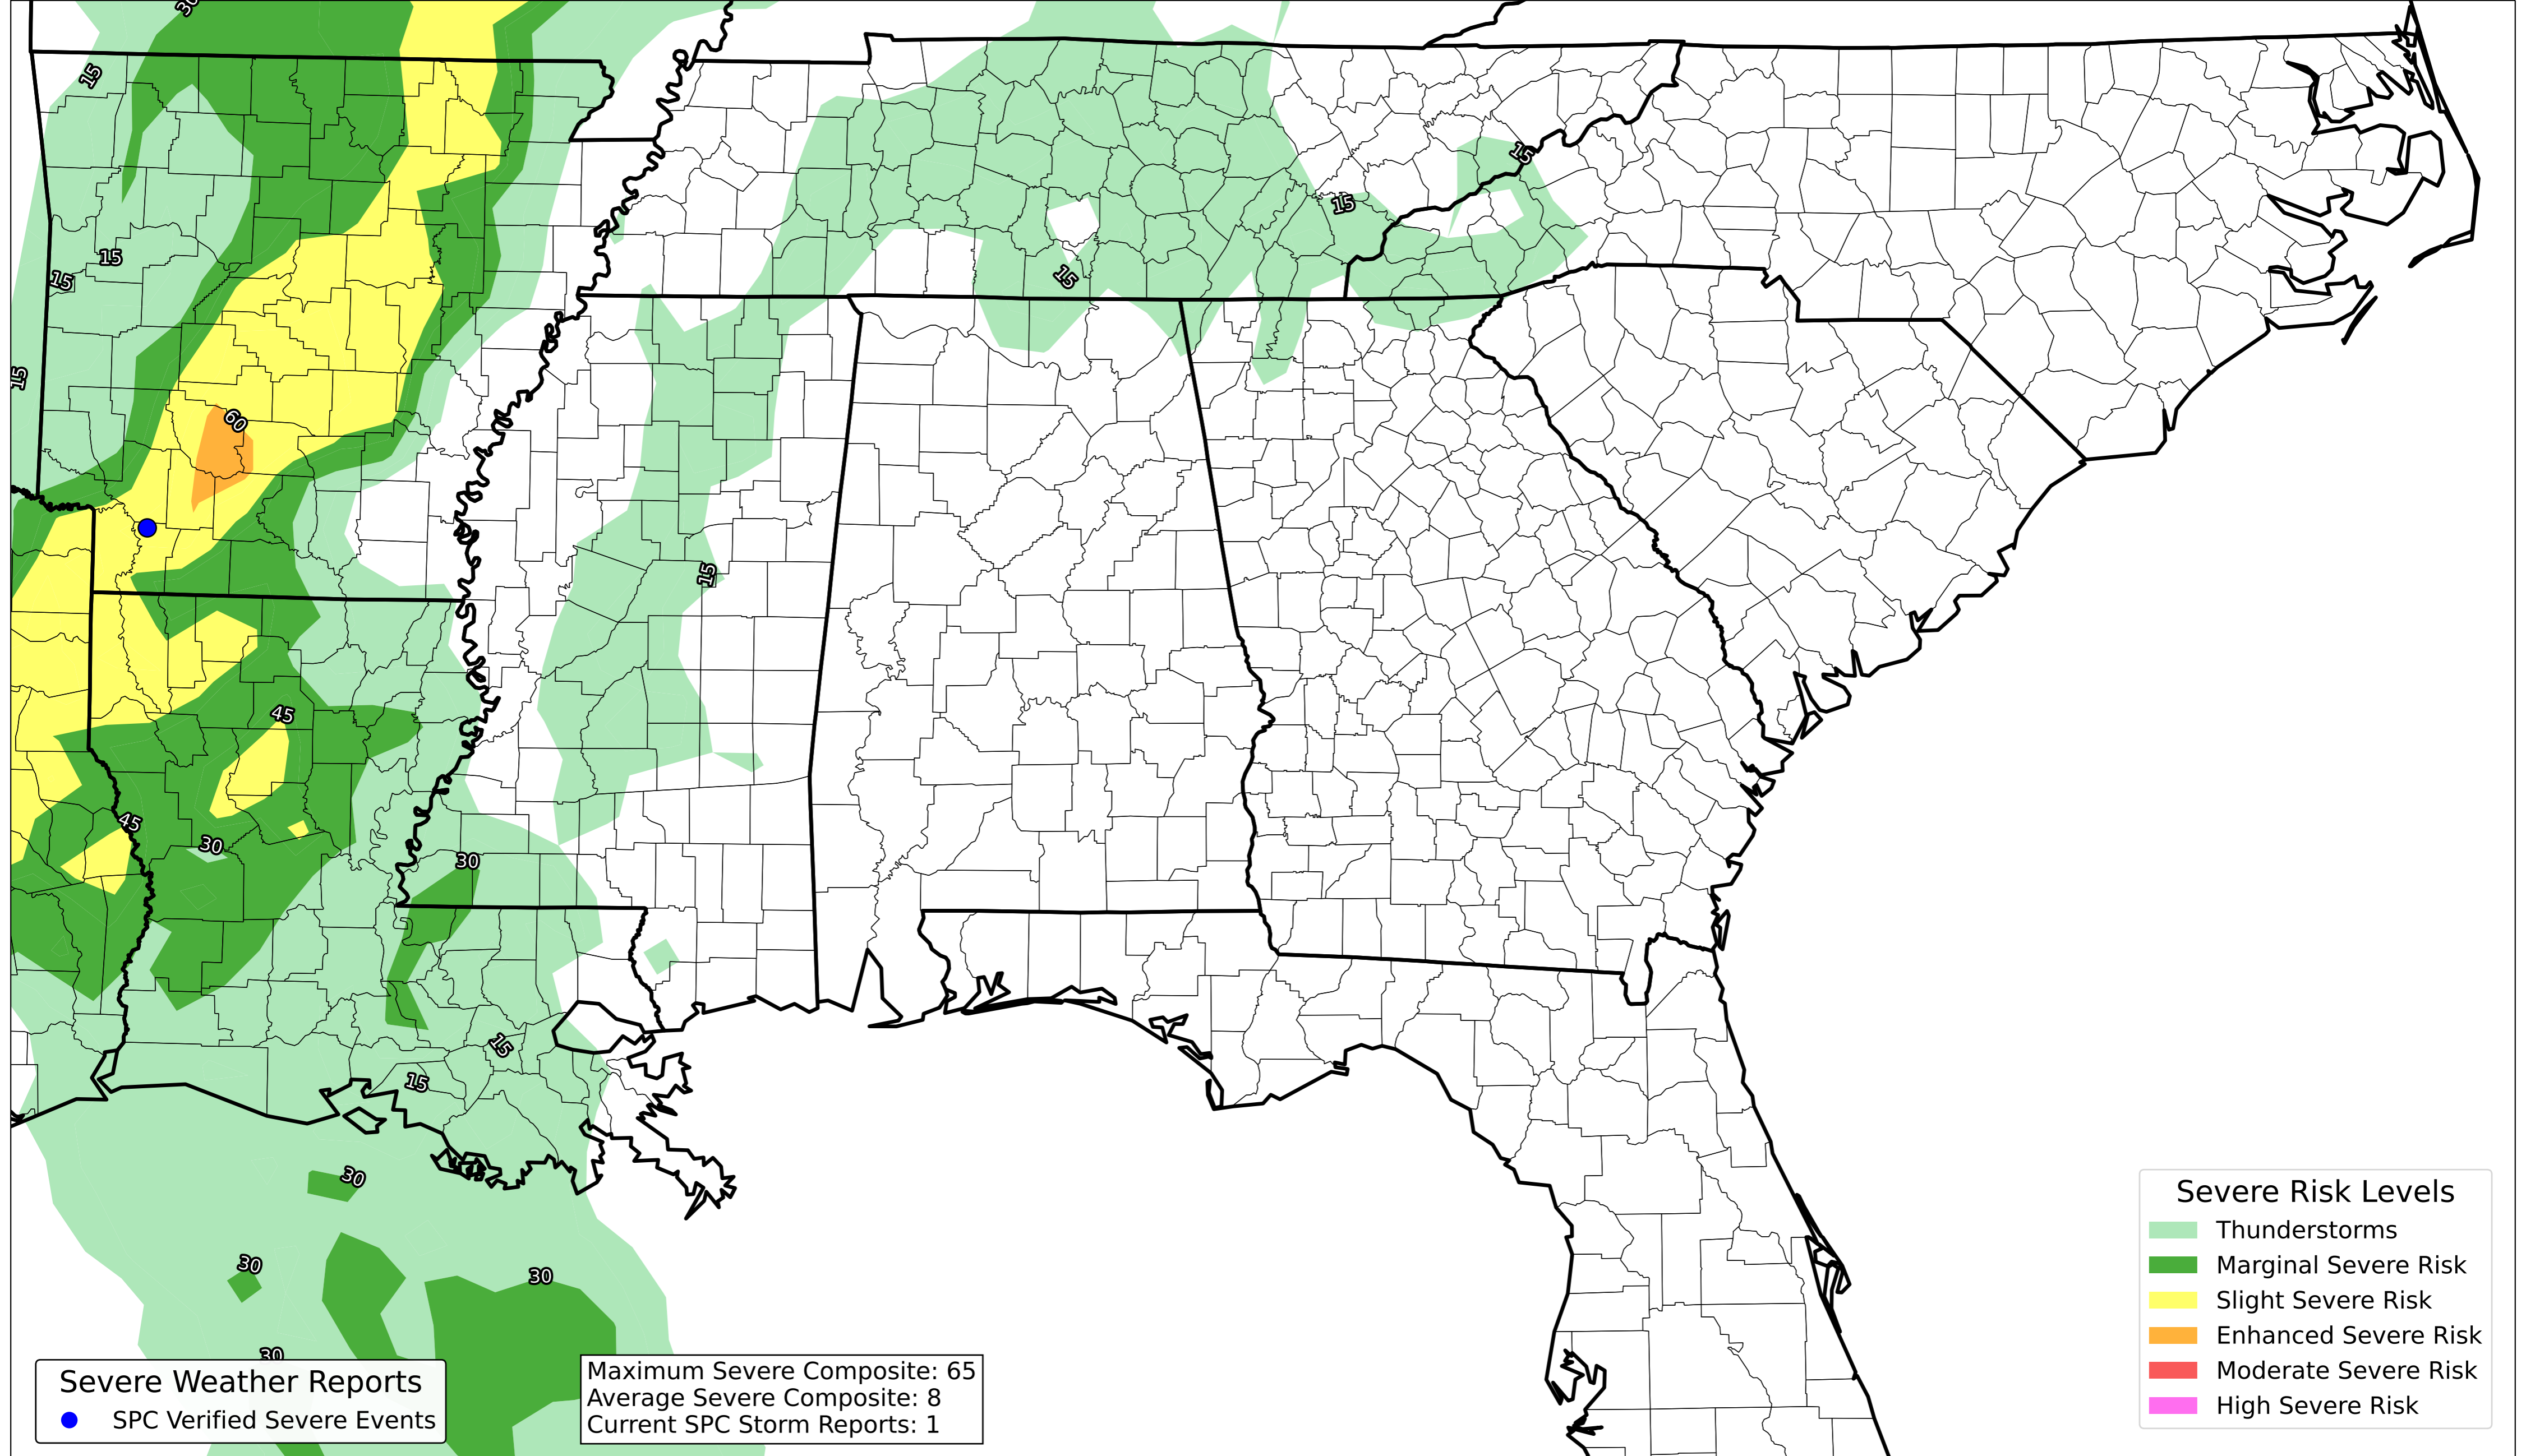 30
15
15
15
15
15
15
15
15
60
15
45
45
30
30
15
15
30
30
30
30
Severe Risk Levels
Thunderstorms
Marginal Severe Risk
Slight Severe Risk
Enhanced Severe Risk
Moderate Severe Risk
High Severe Risk
Severe Weather Reports
SPC Verified Severe Events
Maximum Severe Composite: 65
Average Severe Composite: 8
Current SPC Storm Reports: 1